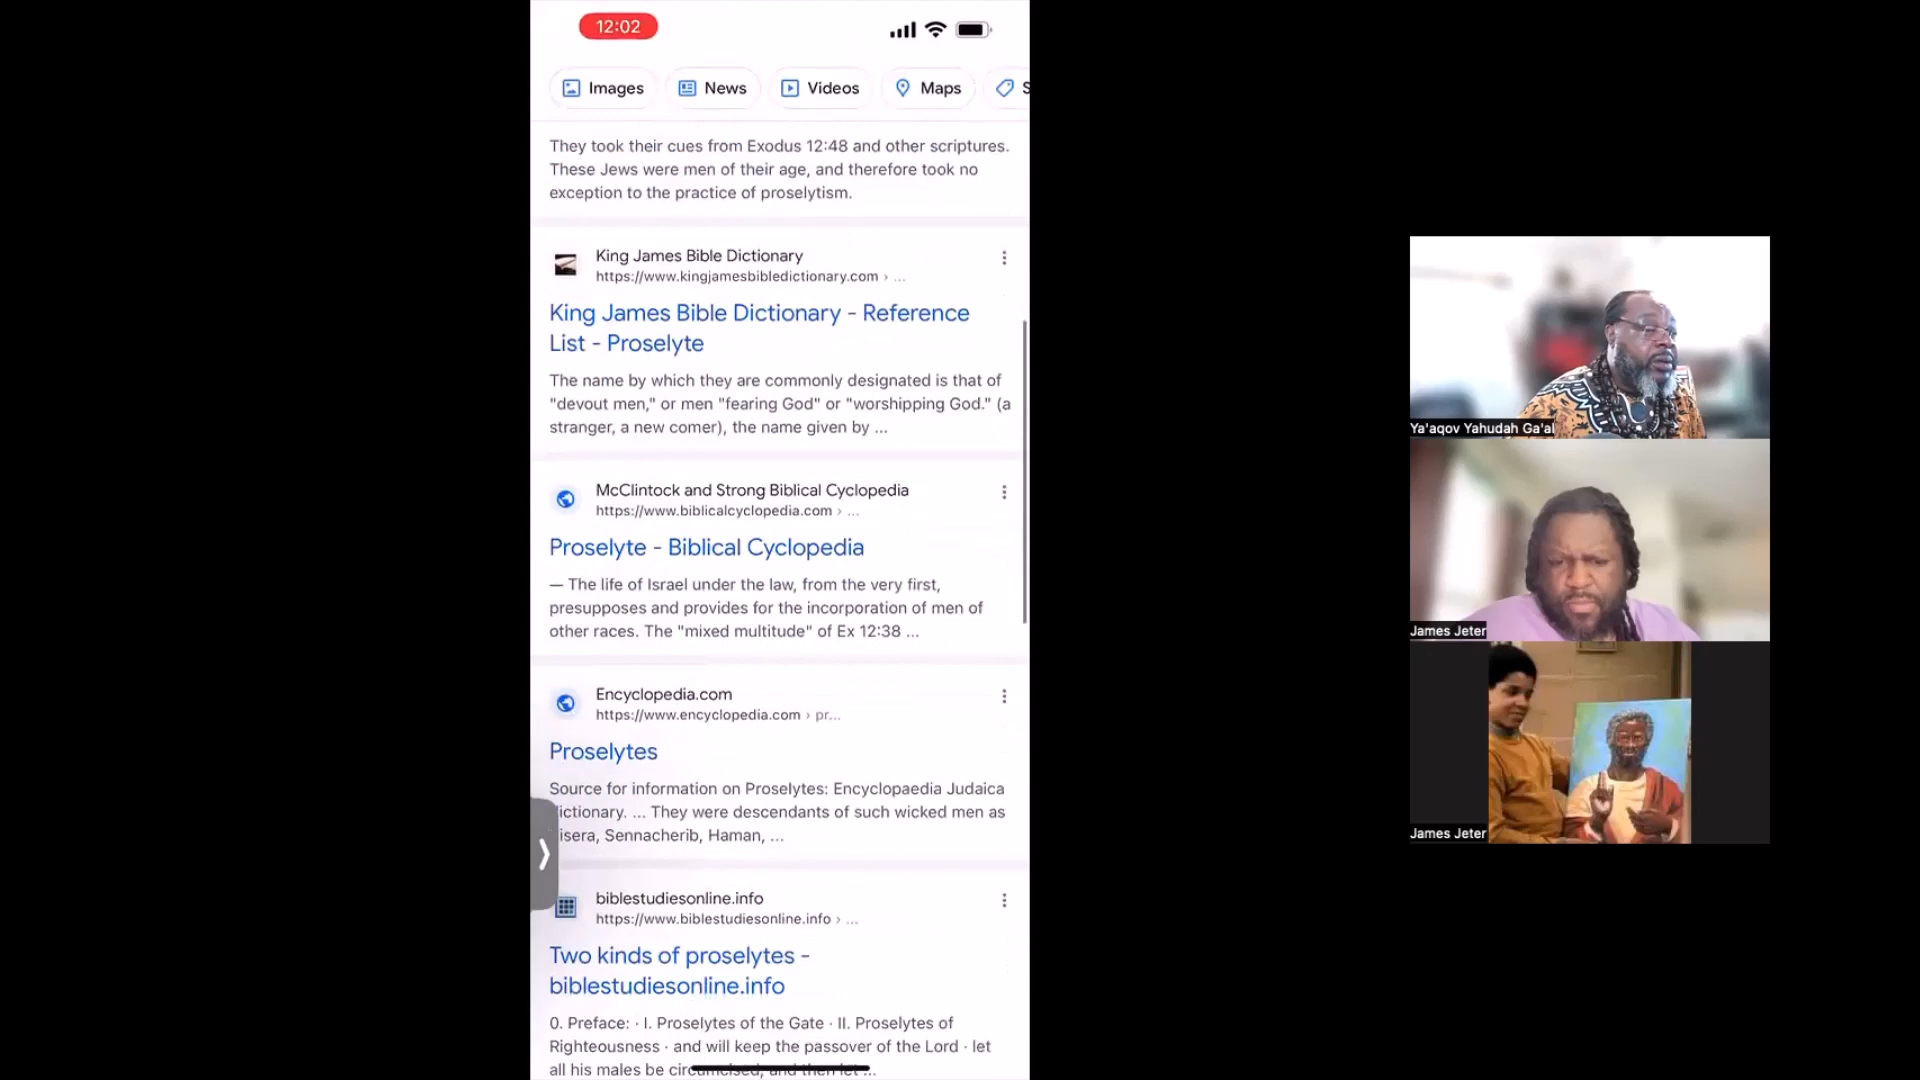 12:02
Images
News
Videos
Maps
S
They took their cues from Exodus 12:48 and other scriptures.
These Jews were men of their age, and therefore took no
exception to the practice of proselytism.
King James Bible Dictionary
https://www.kingjamesbibledictionary.com › ...
King James Bible Dictionary - Reference
List - Proselyte
The name by which they are commonly designated is that of
"devout men," or men "fearing God" or "worshipping God." (a
stranger, a new comer), the name given by ...
McClintock and Strong Biblical Cyclopedia
https://www.biblicalcyclopedia.com › ...
Proselyte - Biblical Cyclopedia
— The life of Israel under the law, from the very first,
presupposes and provides for the incorporation of men of
other races. The "mixed multitude" of Ex 12:38 ...
Encyclopedia.com
https://www.encyclopedia.com › pr...
Proselytes
Source for information on Proselytes: Encyclopaedia Judaica
ictionary. ... They were descendants of such wicked men as
isera, Sennacherib, Haman, ...
biblestudiesonline.info
https://www.biblestudiesonline.info › ...
Two kinds of proselytes -
biblestudiesonline.info
0. Preface: · I. Proselytes of the Gate · II. Proselytes of
Righteousness · and will keep the passover of the Lord · let
all his males be circumcised, and then let ...
Ya'aqov Yahudah Ga'al
James Jeter
James Jeter